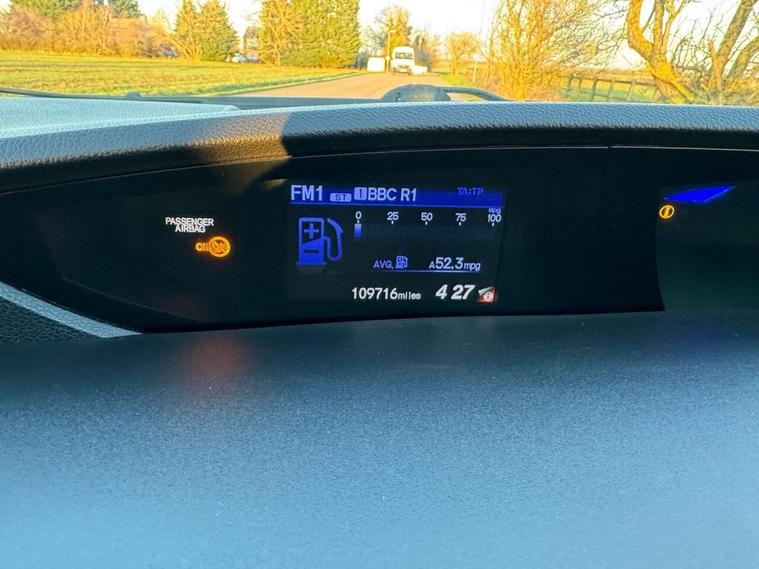 FM1 ST 1 BBC R1 TA:TP
mpg
0 25 50 75 100
PASSENGER
AIRBAG
AVG. A52.3mpg
109716miles 4 27